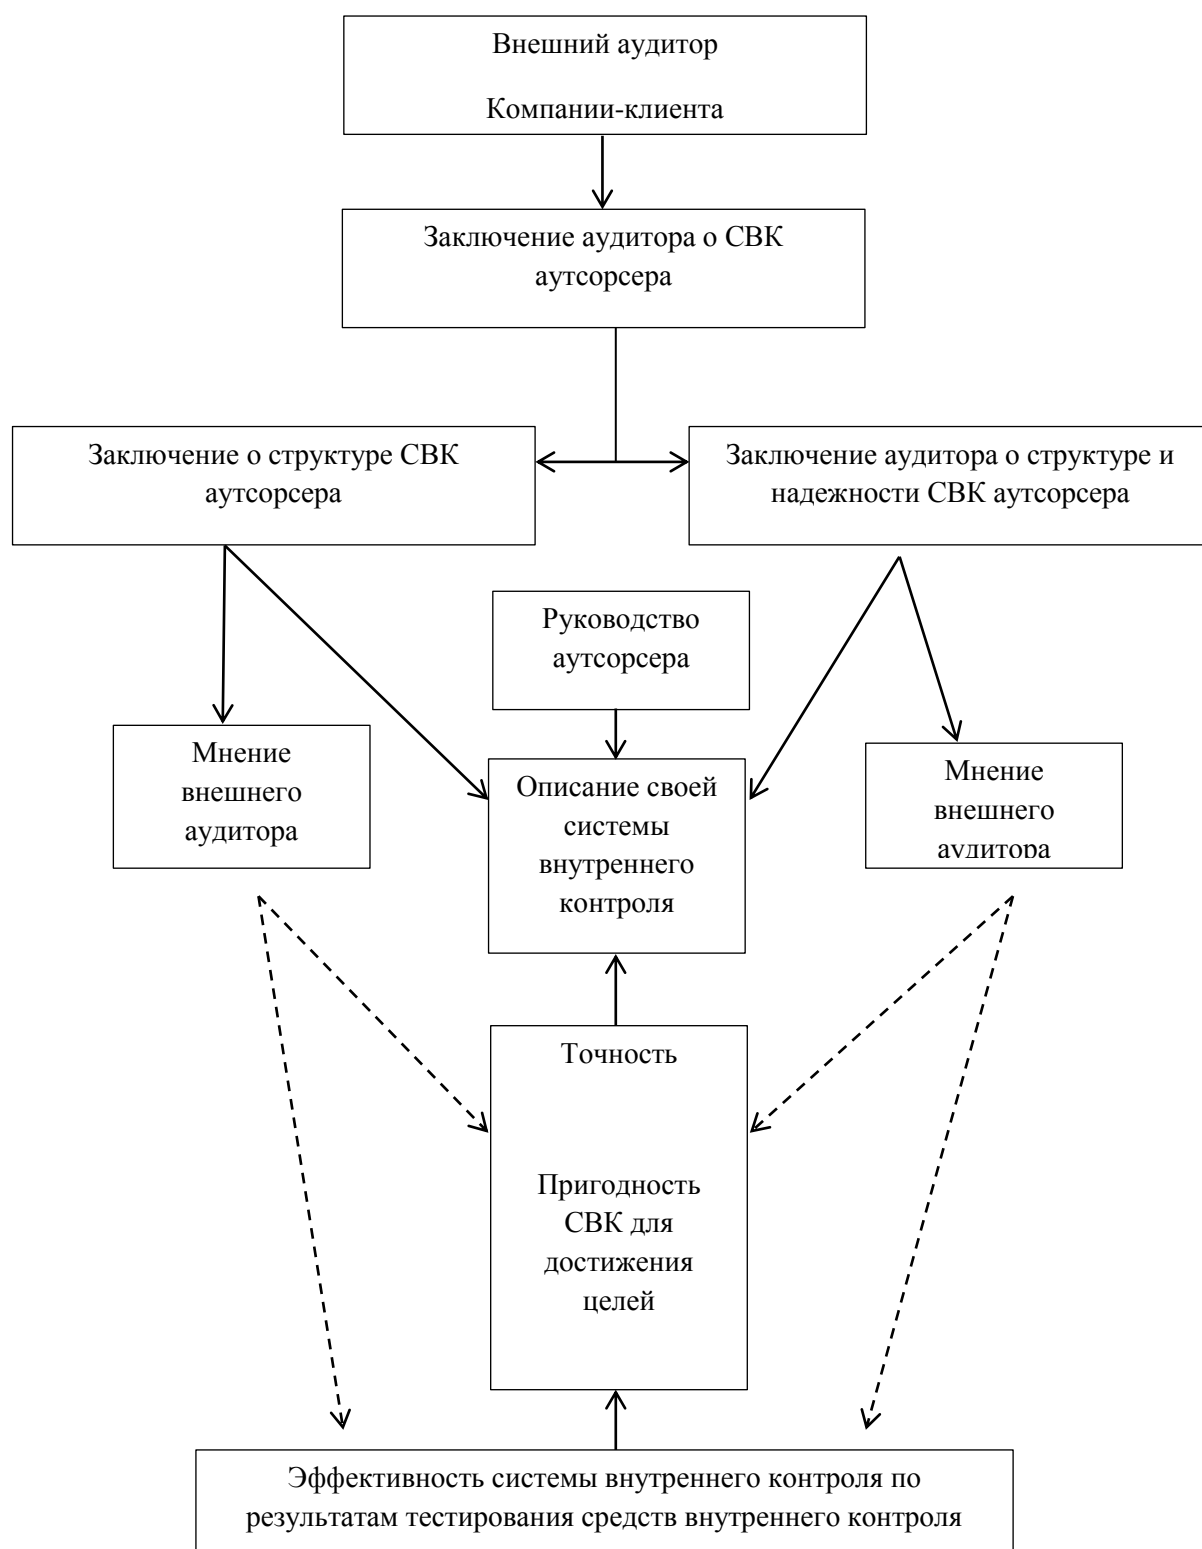 Внешний аудитор
Компании-клиента
Заключение аудитора о СВК
аутсорсера
Заключение о структуре СВК
аутсорсера
Заключение аудитора о структуре и
надежности СВК аутсорсера
Руководство
аутсорсера
Мнение
внешнего
аудитора
Описание своей
системы
внутреннего
контроля
Мнение
внешнего
аудитора
Точность
Пригодность
СВК для
достижения
целей
Эффективность системы внутреннего контроля по
результатам тестирования средств внутреннего контроля